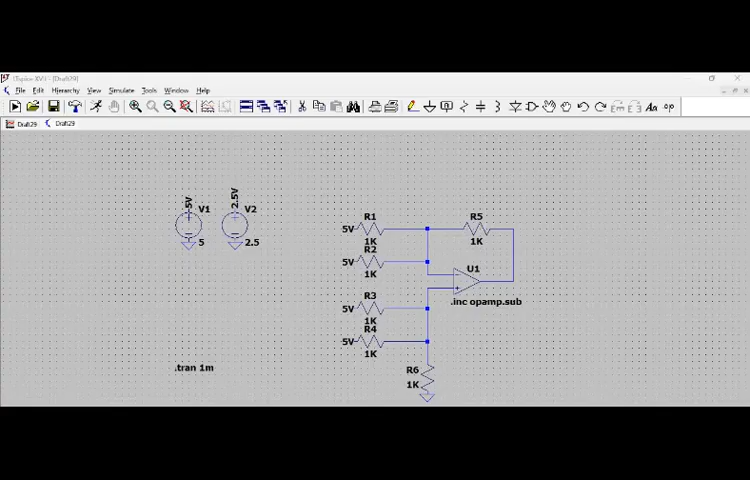 LTspice XVII - [Draft29]
File Edit Hierarchy View Simulate Tools Window Help
Aa .op
Draft29 Draft29
5V 2.5V
V1 V2
5 2.5
R1 R5
5V
1K 1K
R2
5V
1K
U1
R3
.inc opamp.sub
5V
1K
R4
5V
1K
.tran 1m
R6
1K